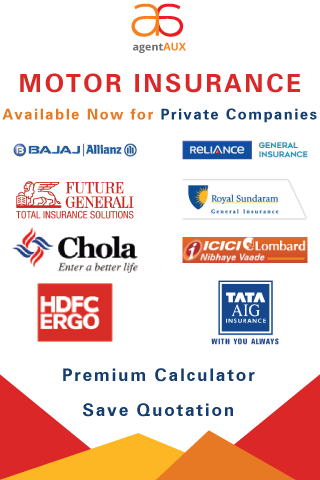 agentAUX
MOTOR INSURANCE
Available Now for Private Companies
BAJAJ | Allianz
RELIANCE GENERAL INSURANCE
FUTURE GENERALI
TOTAL INSURANCE SOLUTIONS
Royal Sundaram
General Insurance
Chola
Enter a better life
ICICI Lombard
Nibhaye Vaade
HDFC
ERGO
TATA
AIG
INSURANCE
WITH YOU ALWAYS
Premium Calculator
Save Quotation